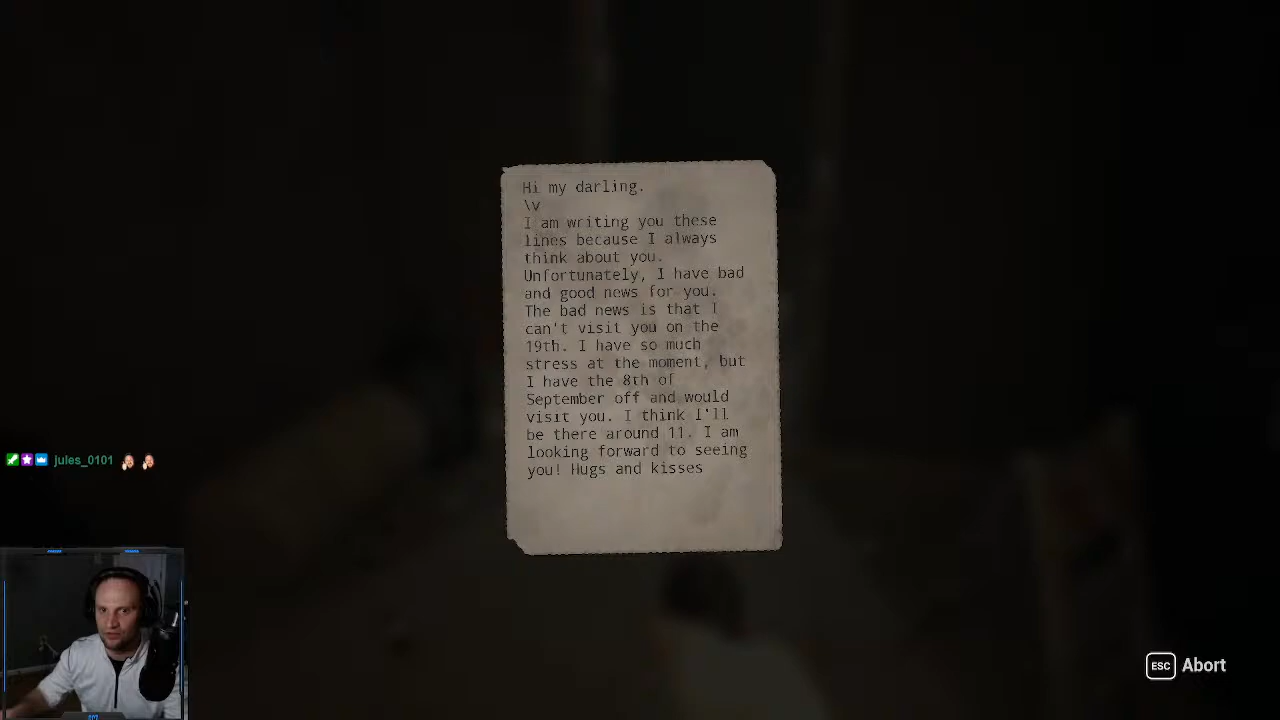 Hi my darling.
\v
I am writing you these
lines because I always
think about you.
Unfortunately, I have bad
and good news for you.
The bad news is that I
can't visit you on the
19th. I have so much
stress at the moment, but
I have the 8th of
September off and would
visit you. I think I'll
be there around 11. I am
looking forward to seeing
you! Hugs and kisses
jules_0101
ESC Abort